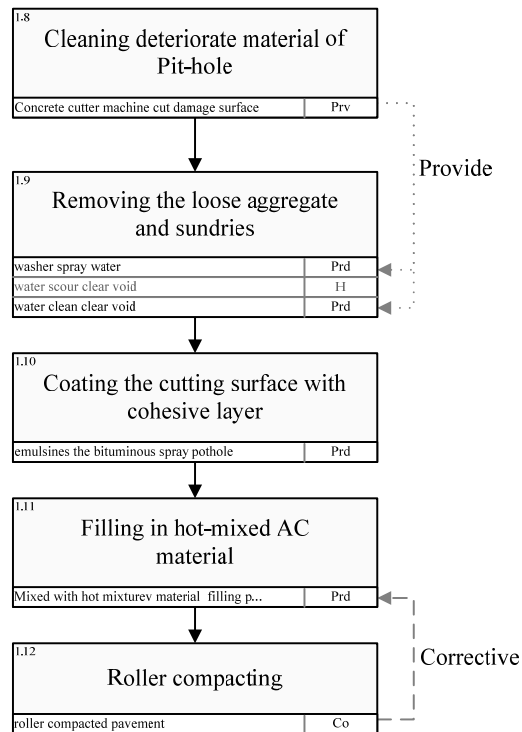 1.8
Cleaning deteriorate material of
Pit-hole
Concrete cutter machine cut damage surface Prv
Provide
1.9
Removing the loose aggregate
and sundries
washer spray water Prd
water scour clear void H
water clean clear void Prd
1.10
Coating the cutting surface with
cohesive layer
emulsines the bituminous spray pothole Prd
1.11
Filling in hot-mixed AC
material
Mixed with hot mixturev material filling p... Prd
Corrective
1.12
Roller compacting
roller compacted pavement Co